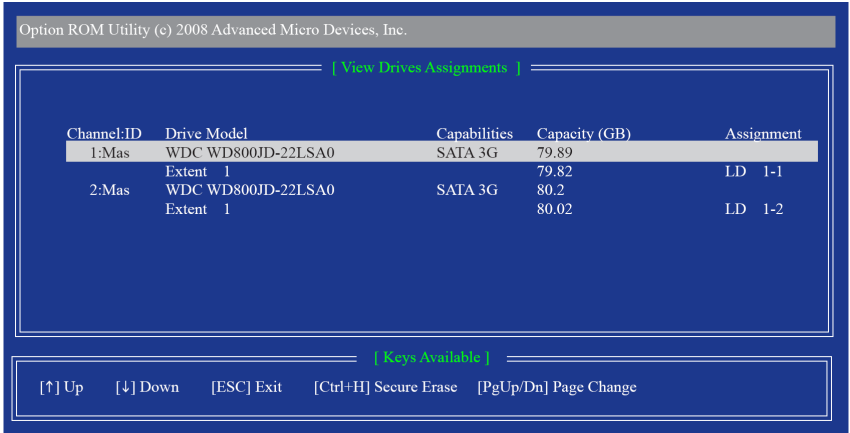 Option ROM Utility (c) 2008 Advanced Micro Devices, Inc.
[ View Drives Assignments ]
Channel:ID Drive Model Capabilities Capacity (GB) Assignment
1:Mas WDC WD800JD-22LSA0 SATA 3G 79.89
Extent 1 79.82 LD 1-1
2:Mas WDC WD800JD-22LSA0 SATA 3G 80.2
Extent 1 80.02 LD 1-2
[ Keys Available ]
[↑] Up [↓] Down [ESC] Exit [Ctrl+H] Secure Erase [PgUp/Dn] Page Change